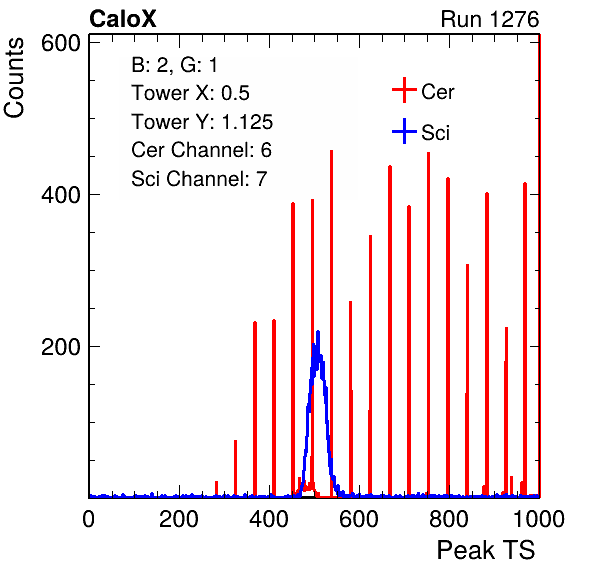 CaloX Run 1276
Counts
600
400
200
B: 2, G: 1
Tower X: 0.5
Tower Y: 1.125
Cer Channel: 6
Sci Channel: 7
Cer
Sci
0 200 400 600 800 1000
Peak TS